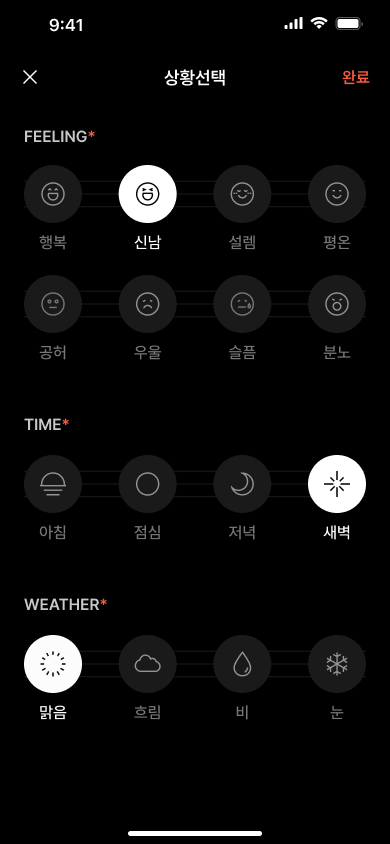 9:41
상황선택
완료
FEELING*
행복 신남 설렘 평온
공허 우울 슬픔 분노
TIME*
아침 점심 저녁 새벽
WEATHER*
맑음 흐림 비 눈